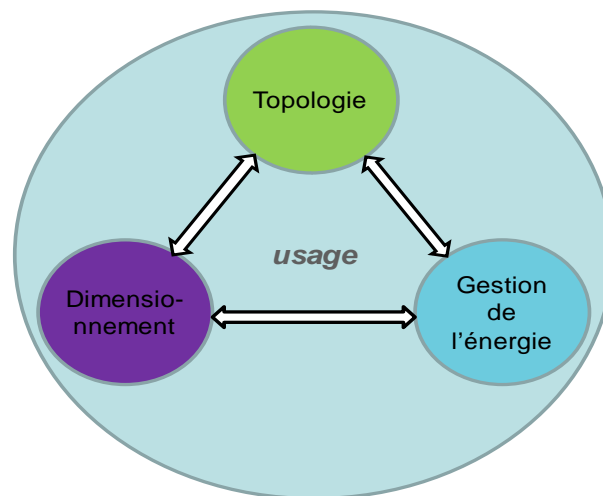 Topologie
usage
Dimensio-
nnement
Gestion
de
l'énergie